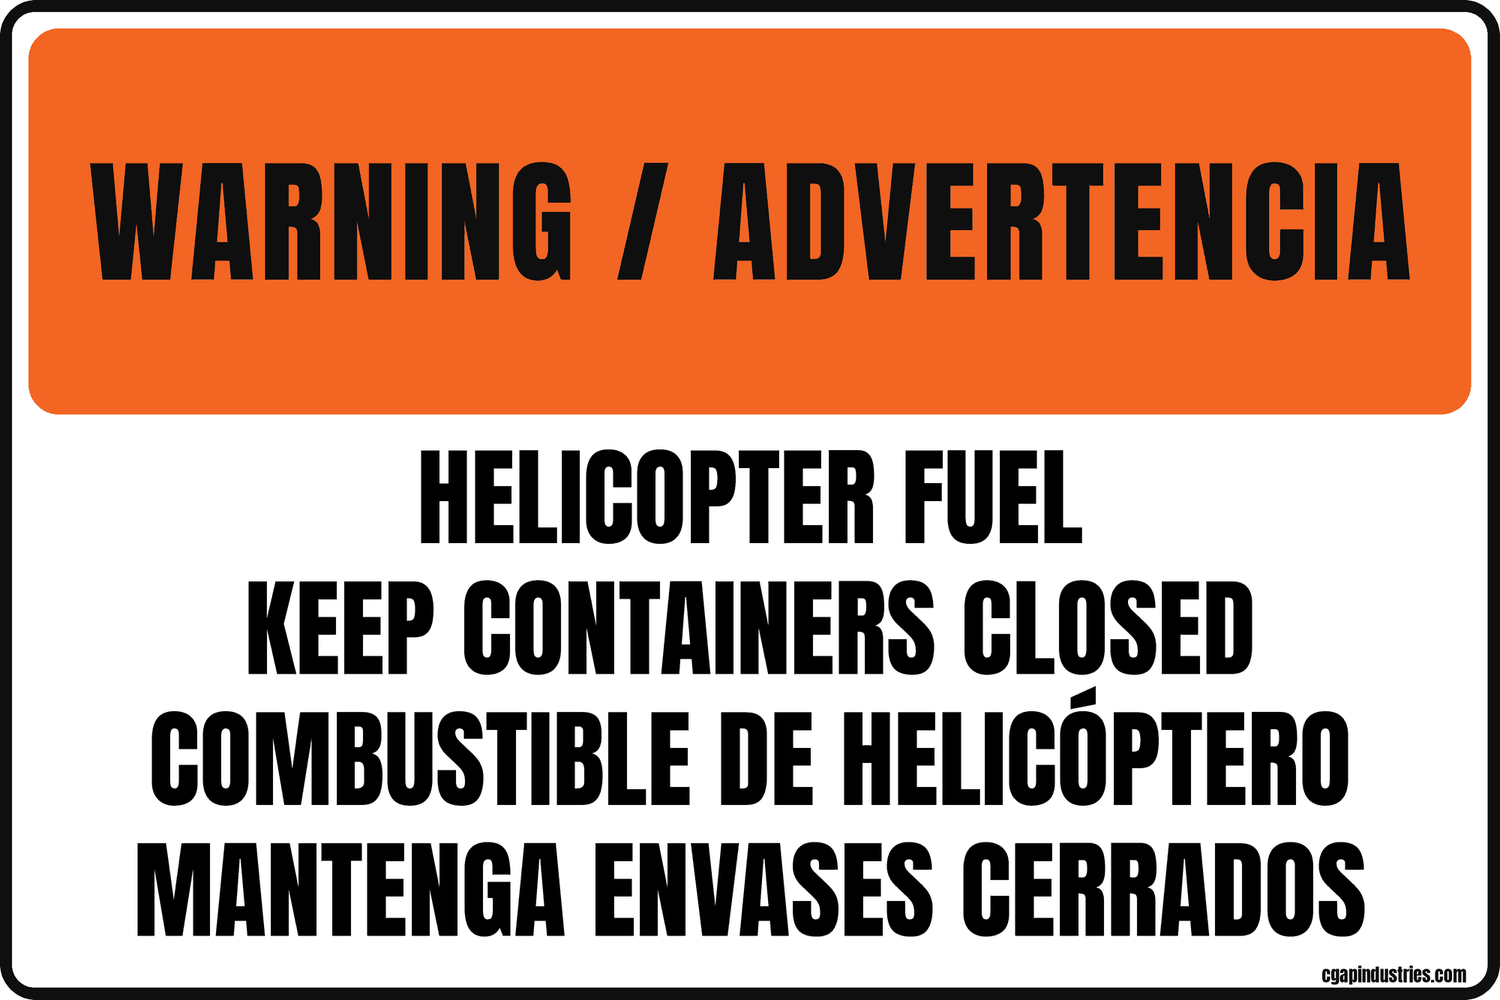 WARNING / ADVERTENCIA
HELICOPTER FUEL
KEEP CONTAINERS CLOSED
COMBUSTIBLE DE HELICÓPTERO
MANTENGA ENVASES CERRADOS
cgapindustries.com